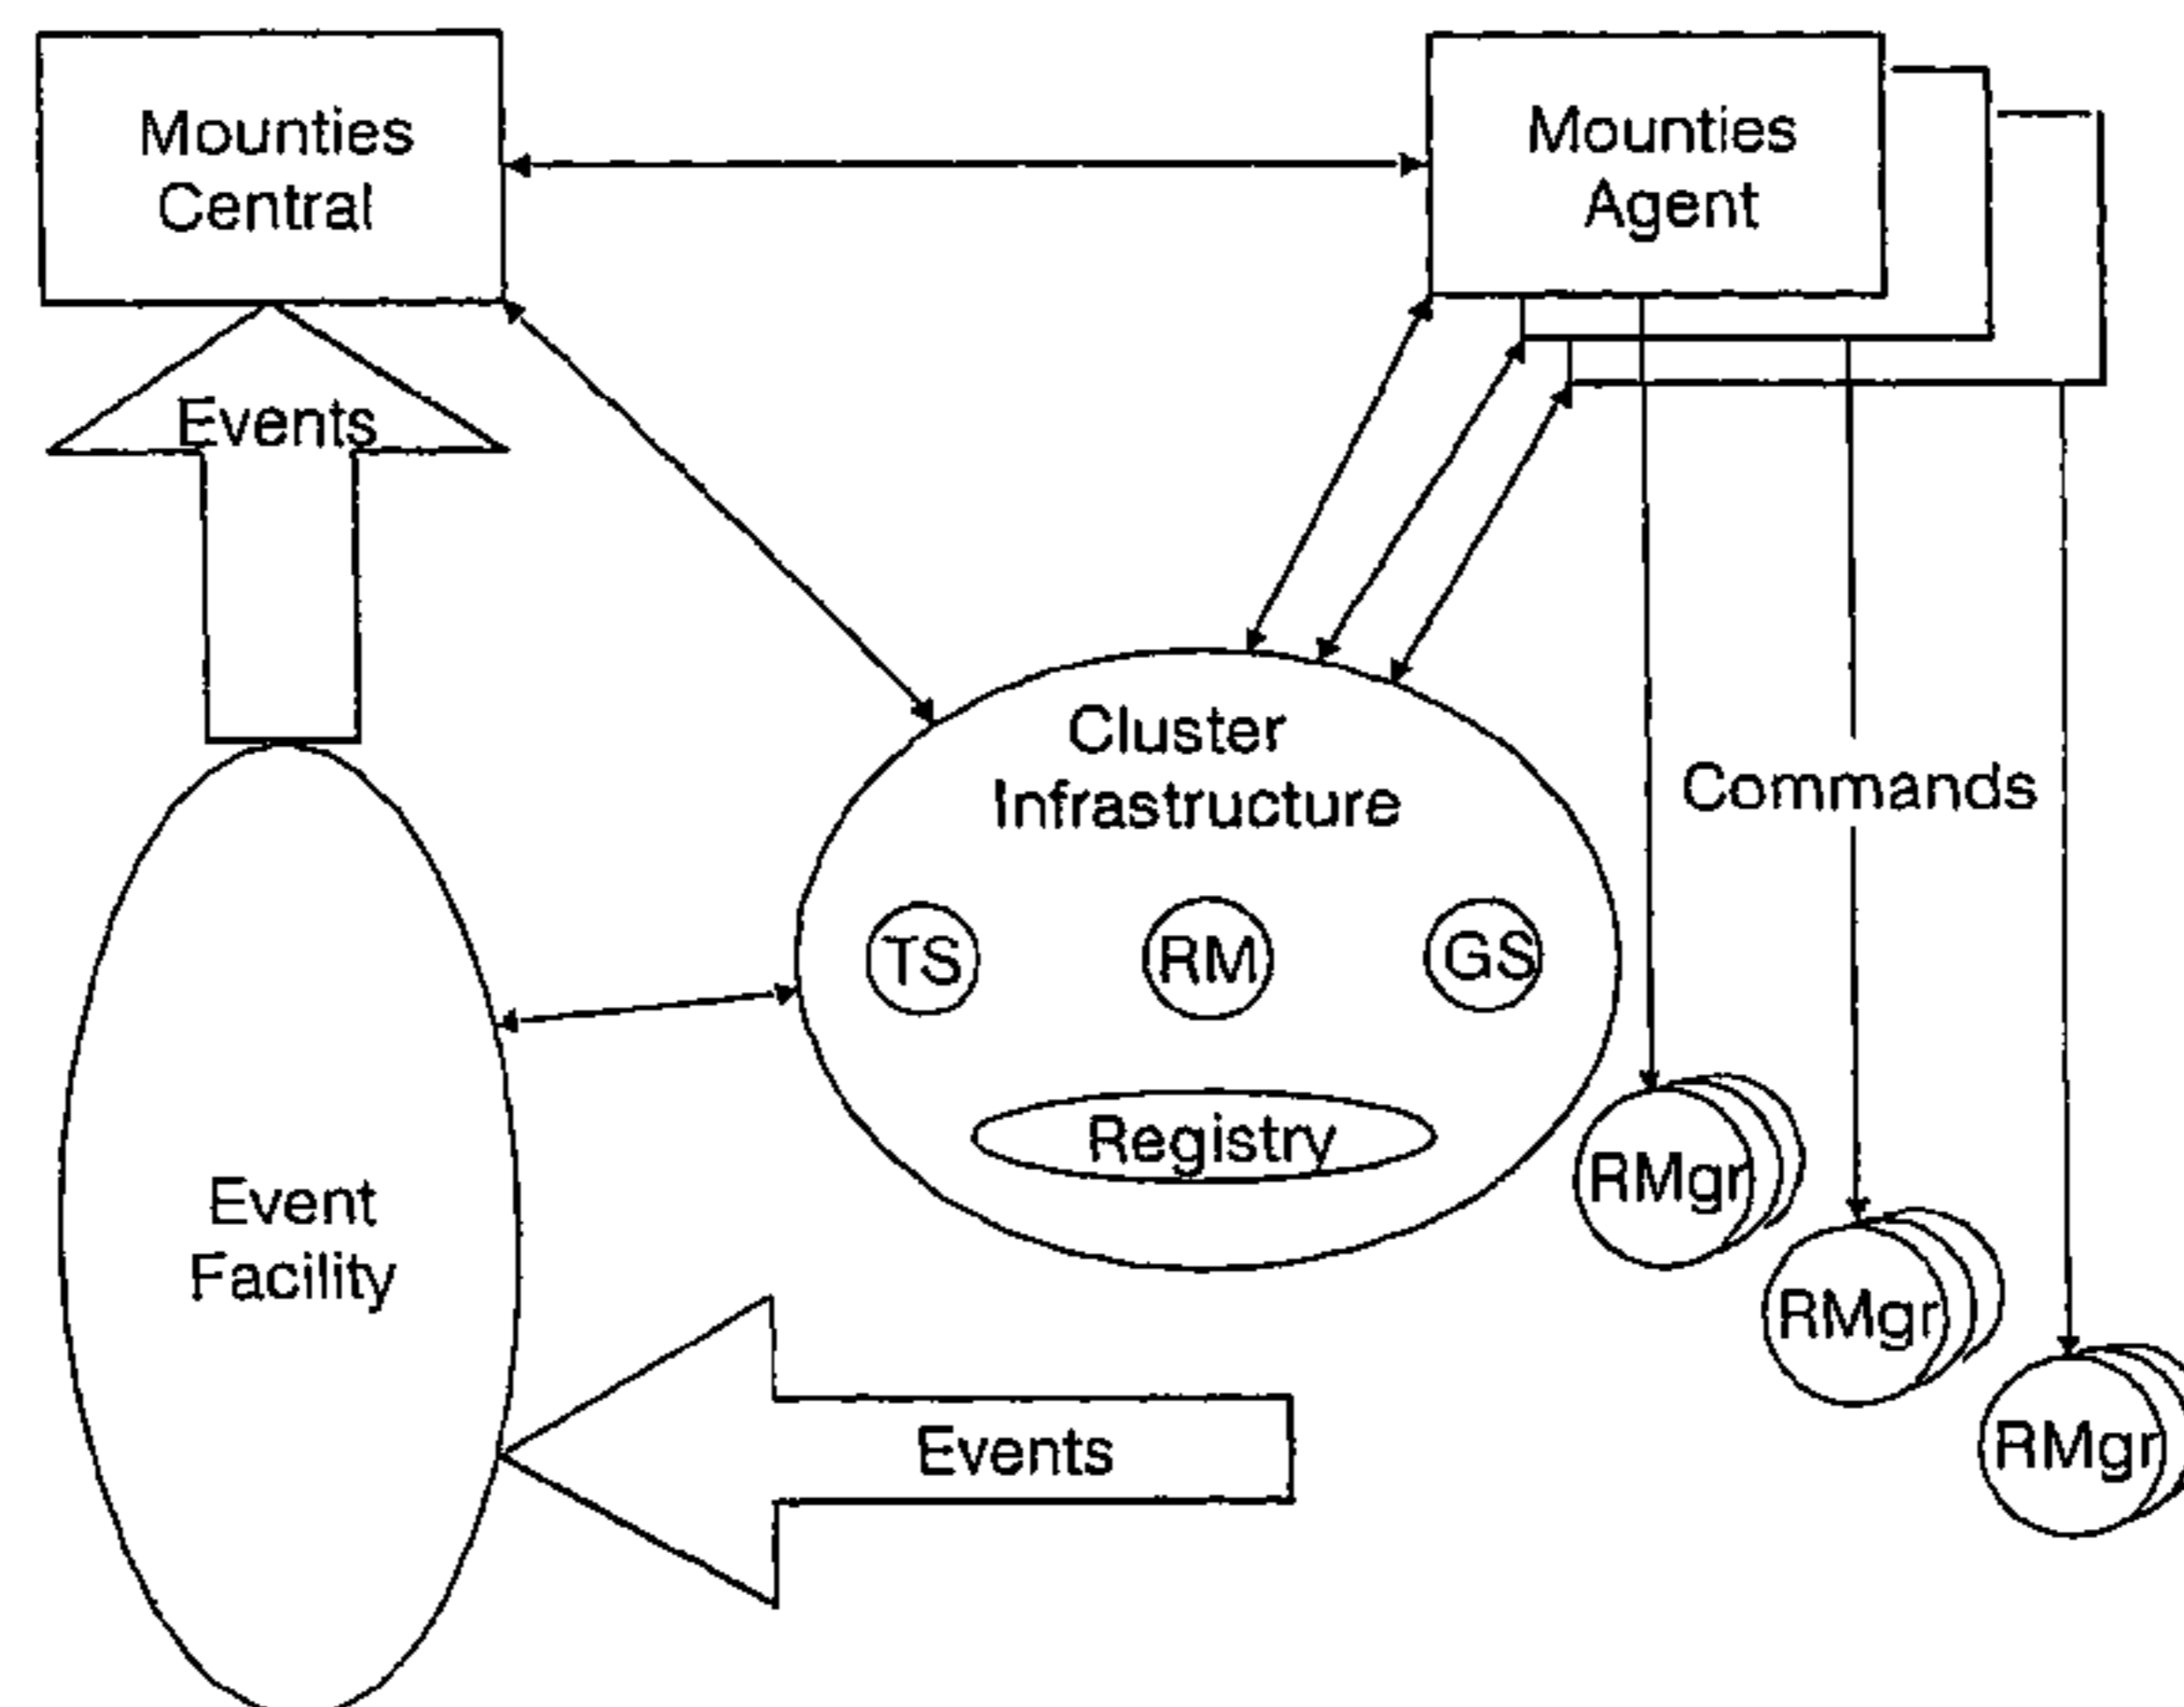 Mounties
Central
Mounties
Agent
Events
Cluster
Infrastructure
Commands
TS
RM
GS
Registry
RMgr
RMgr
RMgr
Event
Facility
Events